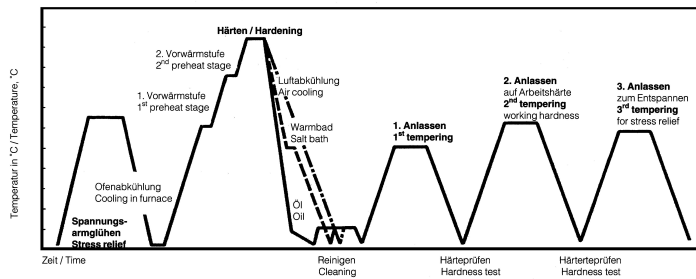 Temperatur in °C / Temperature, °C
Härten / Hardening
2. Vorwärmstufe
2nd preheat stage
1. Vorwärmstufe
1st preheat stage
Luftabkühlung
Air cooling
Warmbad
Salt bath
Öl
Oil
Ofenabkühlung
Cooling in furnace
Spannungs-
armglühen
Stress relief
1. Anlassen
1st tempering
2. Anlassen
auf Arbeitshärte
2nd tempering
working hardness
3. Anlassen
zum Entspannen
3rd tempering
for stress relief
Zeit / Time
Reinigen
Cleaning
Härteprüfen
Hardness test
Härterteprüfen
Hardness test